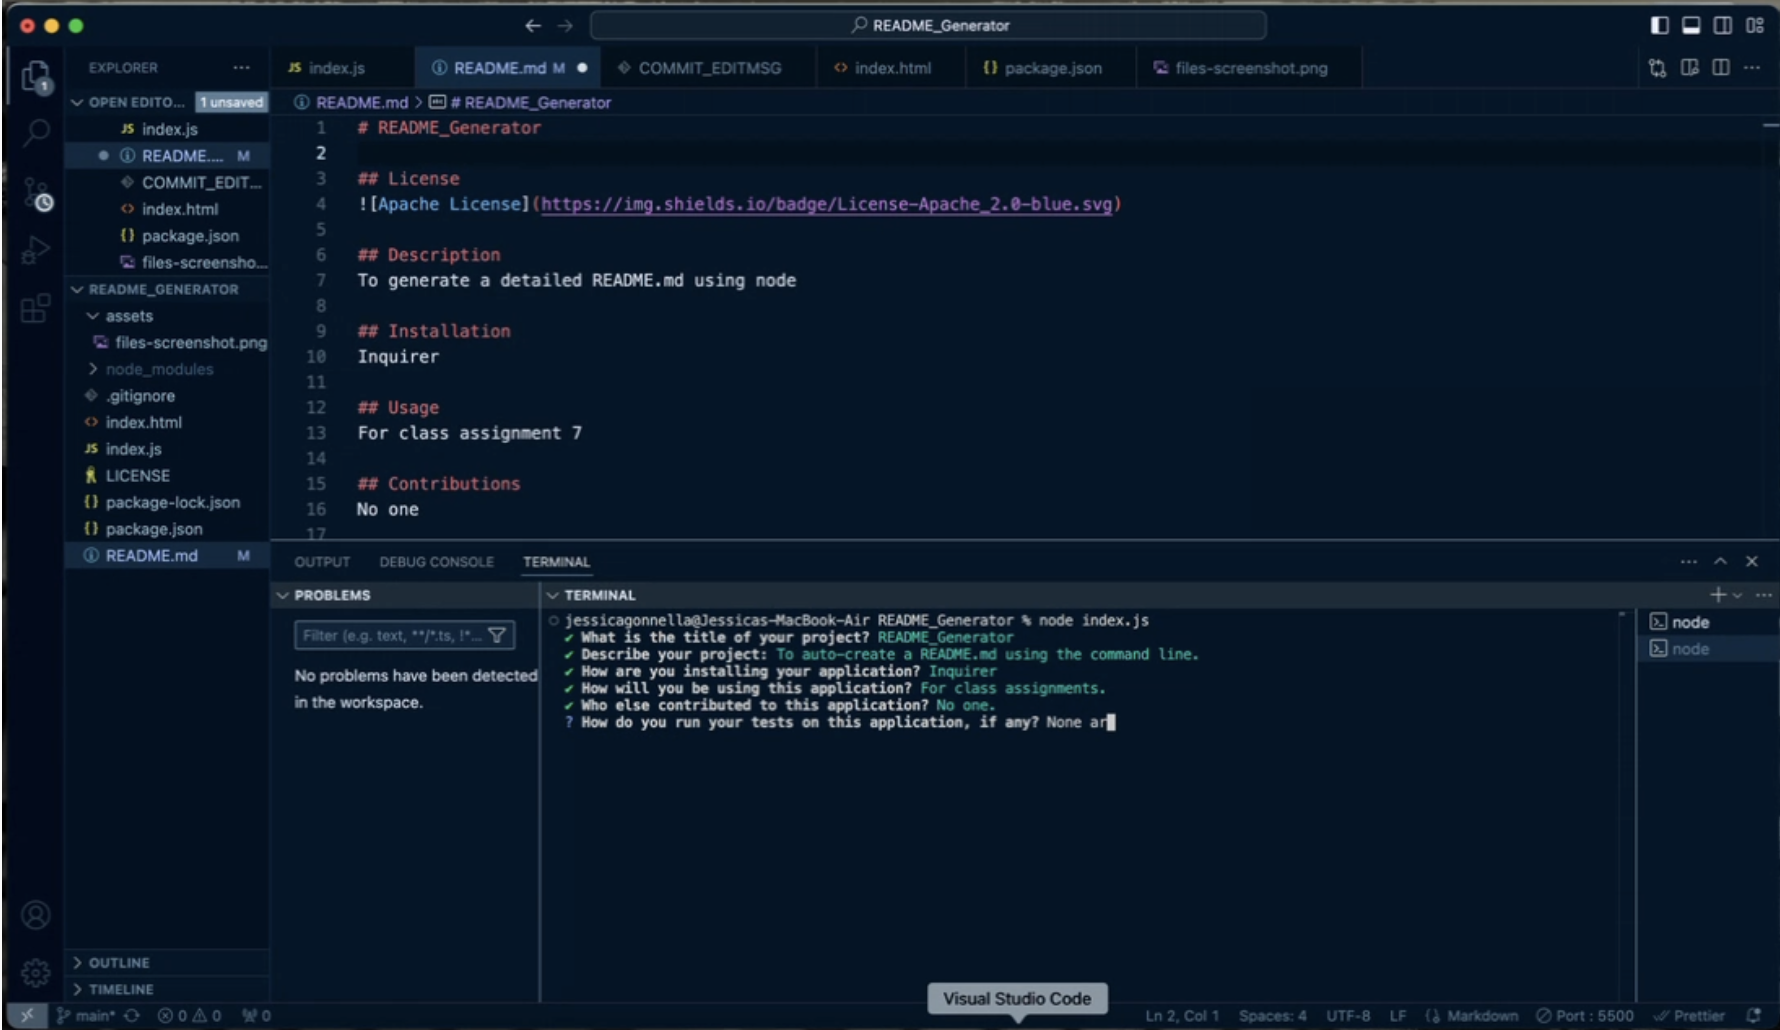 README_Generator
EXPLORER
JS index.js
README.md M
COMMIT_EDITMSG
index.html
{} package.json
files-screenshot.png
1
OPEN EDITO... 1 unsaved
README.md > # README_Generator
JS index.js
README.... M
COMMIT_EDIT...
index.html
{} package.json
files-screensho...
README_GENERATOR
assets
files-screenshot.png
node_modules
.gitignore
index.html
JS index.js
LICENSE
{} package-lock.json
{} package.json
README.md M
OUTLINE
TIMELINE
1 # README_Generator
2
3 ## License
4 ![Apache License](https://img.shields.io/badge/License-Apache_2.0-blue.svg)
5
6 ## Description
7 To generate a detailed README.md using node
8
9 ## Installation
10 Inquirer
11
12 ## Usage
13 For class assignment 7
14
15 ## Contributions
16 No one
17
OUTPUT DEBUG CONSOLE TERMINAL
PROBLEMS
Filter (e.g. text, **/*.ts, !*...
No problems have been detected
in the workspace.
TERMINAL
jessicagonnella@Jessicas-MacBook-Air README_Generator % node index.js
✔ What is the title of your project? README_Generator
✔ Describe your project: To auto-create a README.md using the command line.
✔ How are you installing your application? Inquirer
✔ How will you be using this application? For class assignments.
✔ Who else contributed to this application? No one.
? How do you run your tests on this application, if any? None ar
node
node
Visual Studio Code
main* 0 0 0
Ln 2, Col 1 Spaces: 4 UTF-8 LF Markdown Port : 5500 Prettier